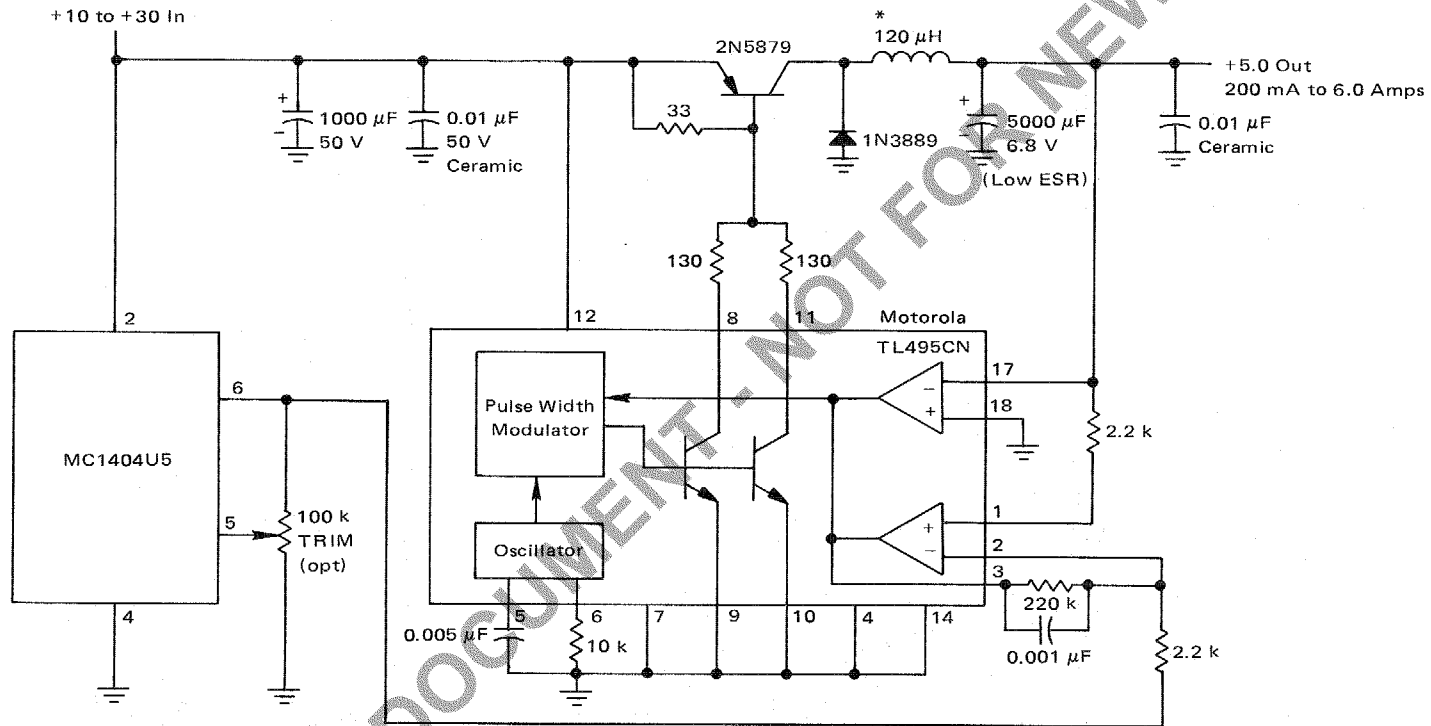 +10 to +30 In
*
120 µH
2N5879
+5.0 Out
200 mA to 6.0 Amps
+
−
1000 µF
50 V
0.01 µF
50 V
Ceramic
33
1N3889
+
−
5000 µF
6.8 V
(Low ESR)
0.01 µF
Ceramic
130
130
2
12
8
11
Motorola
TL495CN
17
−
+
18
Pulse Width
Modulator
2.2 k
6
MC1404U5
5
100 k
TRIM
(opt)
Oscillator
1
+
−
2
3
220 k
0.001 µF
2.2 k
4
5
6
7
9
10
4
14
0.005 µF
10 k
DOCUMENT - NOT FOR NEW